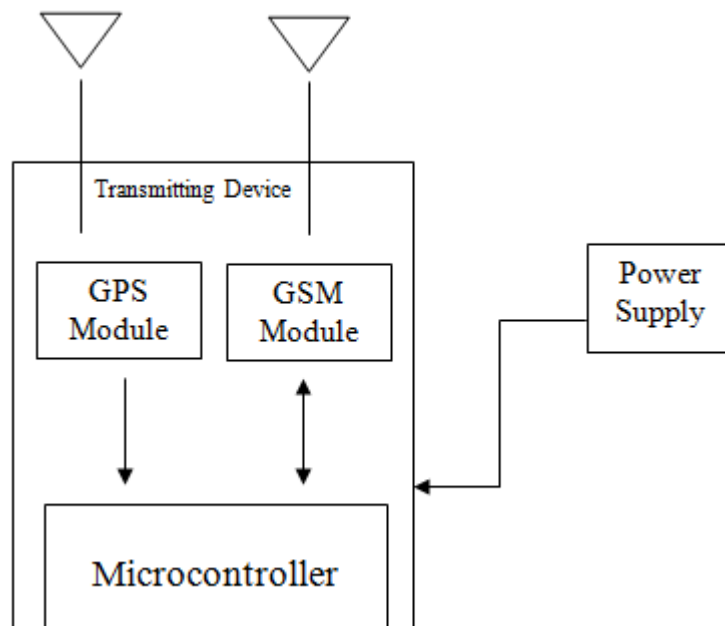 Transmitting Device
GPS
Module
GSM
Module
Power
Supply
Microcontroller